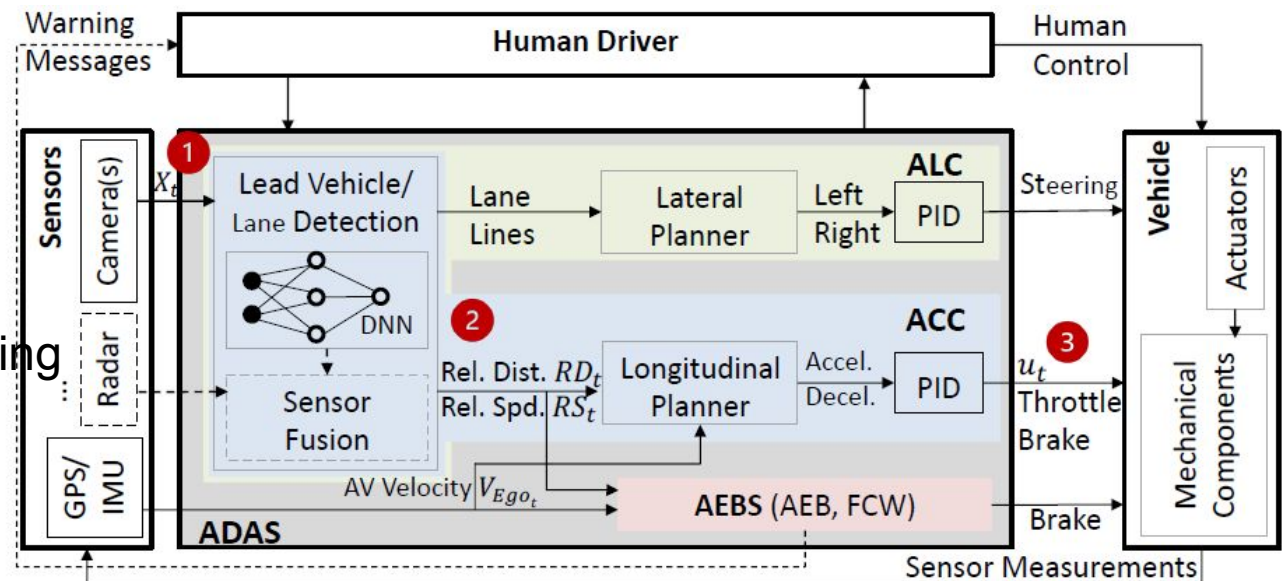 Warning
Messages
Human Driver
Human
Control
Sensors
Camera(s)
Radar
...
GPS/
IMU
ing
X_t
1
Lead Vehicle/
Lane Detection
DNN
Sensor
Fusion
Lane
Lines
Lateral
Planner
Left
Right
ALC
PID
Steering
2
Rel. Dist. RD_t
Rel. Spd. RS_t
Longitudinal
Planner
Accel.
Decel.
ACC
PID
3
u_t
Throttle
Brake
AV Velocity V_{Ego_t}
AEBS (AEB, FCW)
Brake
ADAS
Vehicle
Actuators
Mechanical
Components
Sensor Measurements